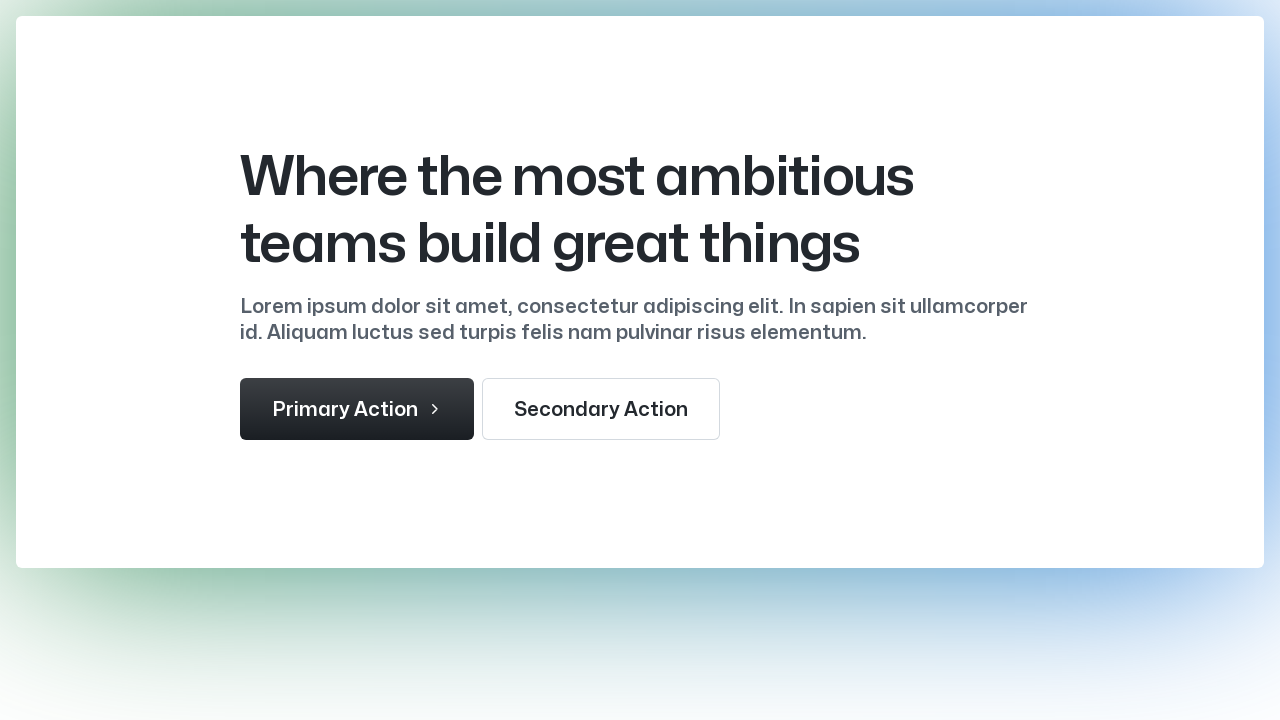 Where the most ambitious
teams build great things
Lorem ipsum dolor sit amet, consectetur adipiscing elit. In sapien sit ullamcorper
id. Aliquam luctus sed turpis felis nam pulvinar risus elementum.
Primary Action
Secondary Action